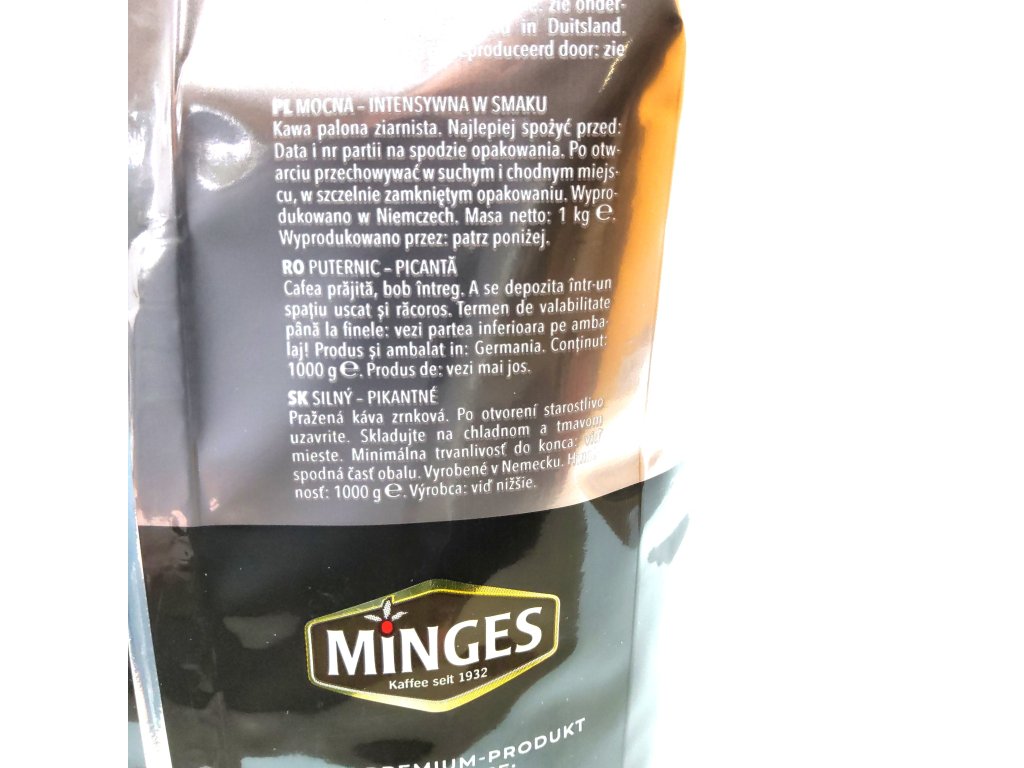 zie onder-
in Duitsland.
produceerd door: zie
PL MOCNA – INTENSYWNA W SMAKU
Kawa palona ziarnista. Najlepiej spożyć przed:
Data i nr partii na spodzie opakowania. Po otw-
arciu przechowywać w suchym i chodnym miejs-
cu, w szczelnie zamkniętym opakowaniu. Wypro-
dukowano w Niemczech. Masa netto: 1 kg ℮.
Wyprodukowano przez: patrz poniżej.
RO PUTERNIC – PICANTĂ
Cafea prăjită, bob întreg. A se depozita într-un
spațiu uscat și răcoros. Termen de valabilitate
până la finele: vezi partea inferioara pe amba-
laj! Produs și ambalat in: Germania. Conținut:
1000 g ℮. Produs de: vezi mai jos.
SK SILNÝ – PIKANTNÉ
Pražená káva zrnková. Po otvorení starostlivo
uzavrite. Skladujte na chladnom a tmavom
mieste. Minimálna trvanlivosť do konca:
spodná časť obalu. Vyrobené v Nemecku.
nosť: 1000 g ℮. Výrobca: viď nižšie.
MINGES
Kaffee seit 1932
PREMIUM-PRODUKT